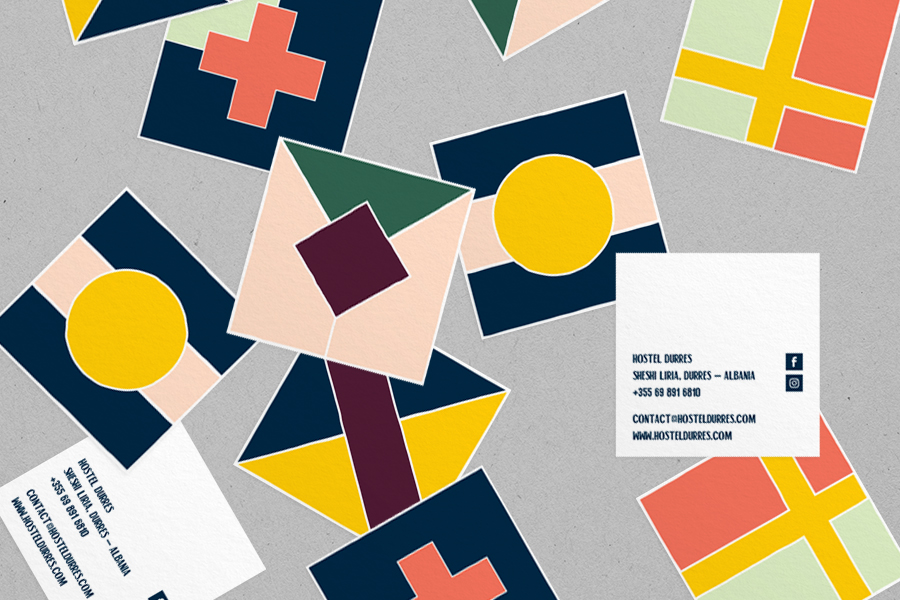 HOSTEL DURRES
SHESHI LIRIA, DURRES – ALBANIA
+355 69 891 6810
CONTACT@HOSTELDURRES.COM
WWW.HOSTELDURRES.COM
HOSTEL DURRES
SHESHI LIRIA, DURRES – ALBANIA
+355 69 891 6810
CONTACT@HOSTELDURRES.COM
WWW.HOSTELDURRES.COM